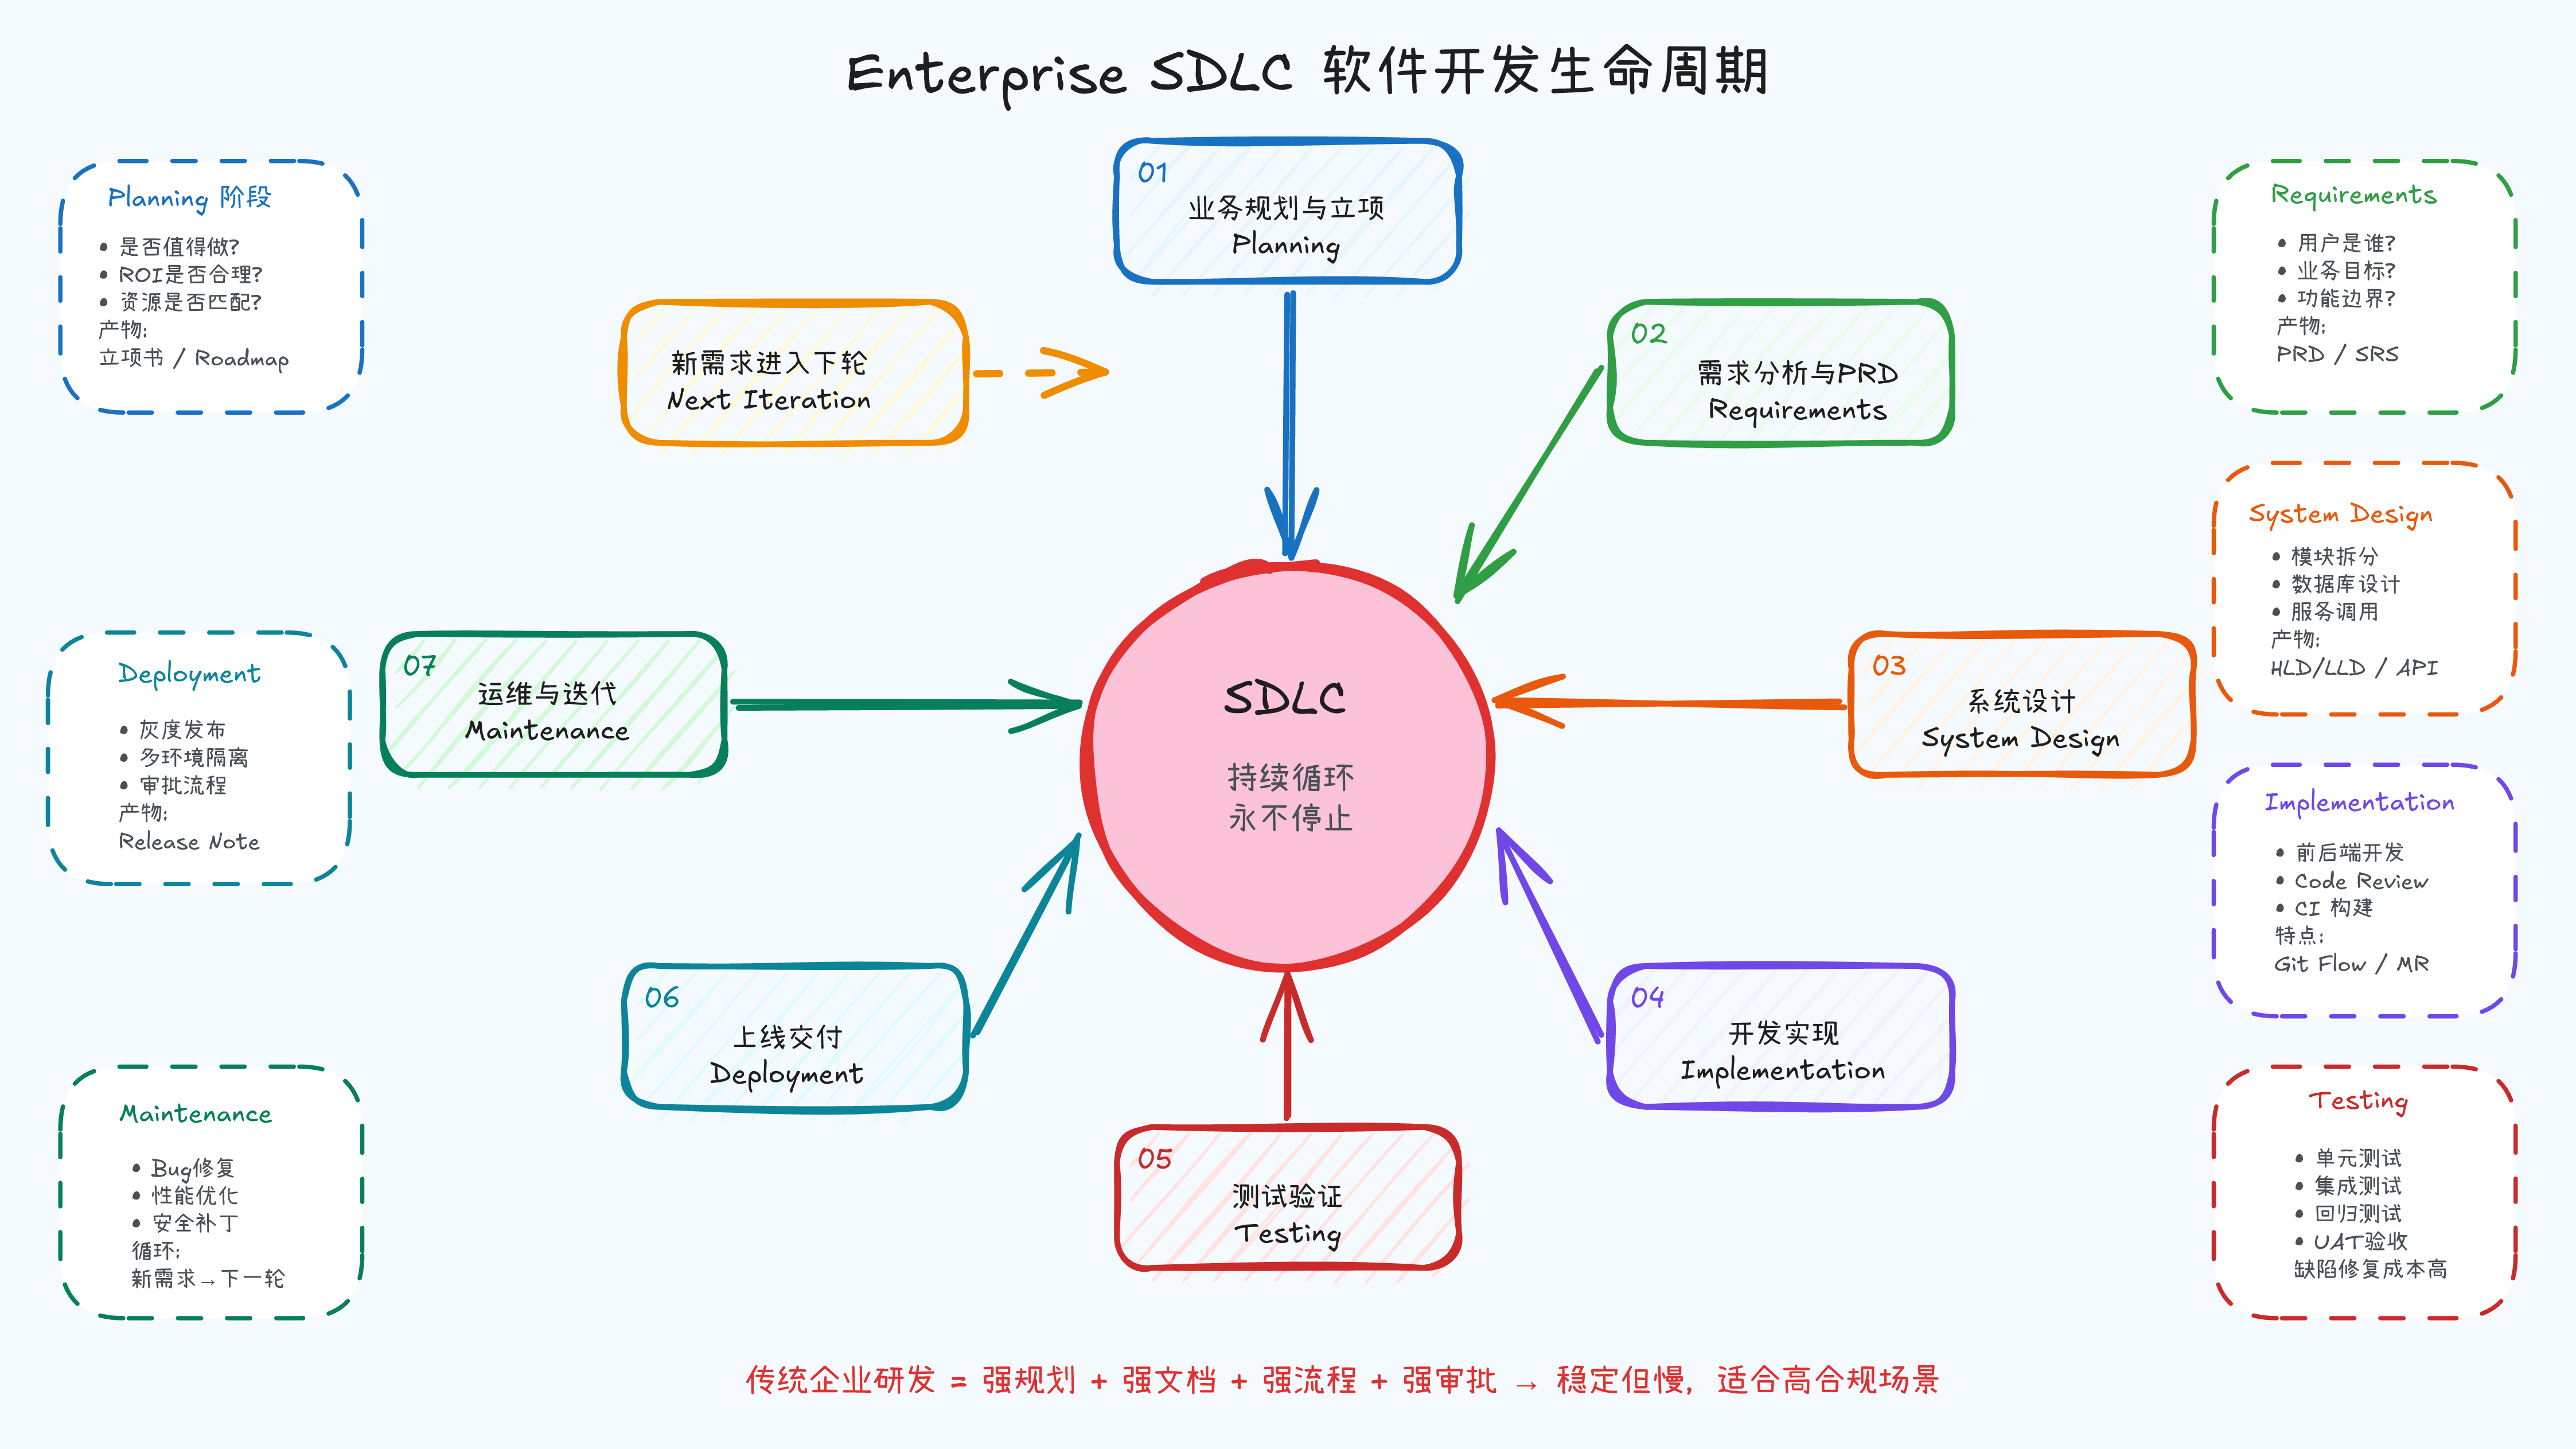 Enterprise SDLC 软件开发生命周期
Planning 阶段
• 是否值得做?
• ROI是否合理?
• 资源是否匹配?
产物:
立项书 / Roadmap
01
业务规划与立项
Planning
新需求进入下轮
Next Iteration
02
需求分析与PRD
Requirements
Requirements
• 用户是谁?
• 业务目标?
• 功能边界?
产物:
PRD / SRS
System Design
• 模块拆分
• 数据库设计
• 服务调用
产物:
HLD/LLD / API
Deployment
• 灰度发布
• 多环境隔离
• 审批流程
产物:
Release Note
07
运维与迭代
Maintenance
SDLC
持续循环
永不停止
03
系统设计
System Design
Implementation
• 前后端开发
• Code Review
• CI 构建
特点:
Git Flow / MR
06
上线交付
Deployment
04
开发实现
Implementation
Maintenance
• Bug修复
• 性能优化
• 安全补丁
循环:
新需求→下一轮
05
测试验证
Testing
Testing
• 单元测试
• 集成测试
• 回归测试
• UAT验收
缺陷修复成本高
传统企业研发 = 强规划 + 强文档 + 强流程 + 强审批 → 稳定但慢, 适合高合规场景